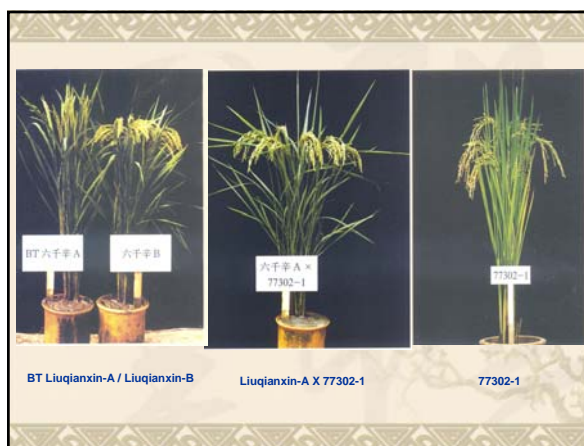 BT六千辛A
六千辛B
六千辛A×
77302-1
77302-1
BT Liuqianxin-A / Liuqianxin-B
Liuqianxin-A X 77302-1
77302-1